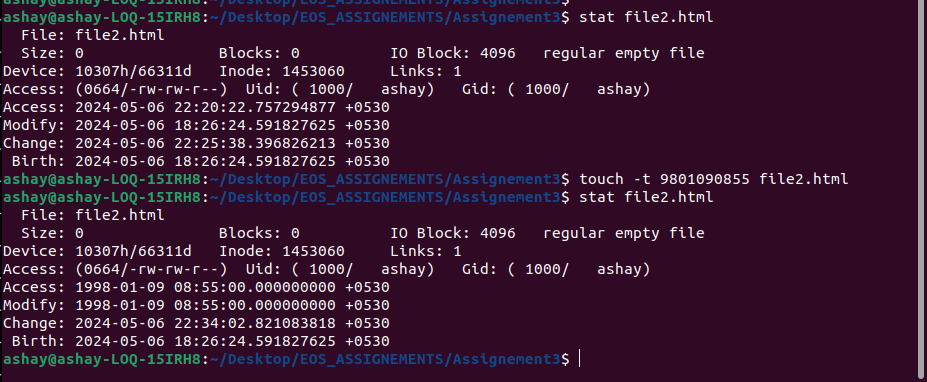 ashay@ashay-LOQ-15IRH8:~/Desktop/EOS_ASSIGNEMENTS/Assignement3$
ashay@ashay-LOQ-15IRH8:~/Desktop/EOS_ASSIGNEMENTS/Assignement3$ stat file2.html
  File: file2.html
  Size: 0         	Blocks: 0          IO Block: 4096   regular empty file
Device: 10307h/66311d	Inode: 1453060     Links: 1
Access: (0664/-rw-rw-r--)  Uid: ( 1000/   ashay)   Gid: ( 1000/   ashay)
Access: 2024-05-06 22:20:22.757294877 +0530
Modify: 2024-05-06 18:26:24.591827625 +0530
Change: 2024-05-06 22:25:38.396826213 +0530
 Birth: 2024-05-06 18:26:24.591827625 +0530
ashay@ashay-LOQ-15IRH8:~/Desktop/EOS_ASSIGNEMENTS/Assignement3$ touch -t 9801090855 file2.html
ashay@ashay-LOQ-15IRH8:~/Desktop/EOS_ASSIGNEMENTS/Assignement3$ stat file2.html
  File: file2.html
  Size: 0         	Blocks: 0          IO Block: 4096   regular empty file
Device: 10307h/66311d	Inode: 1453060     Links: 1
Access: (0664/-rw-rw-r--)  Uid: ( 1000/   ashay)   Gid: ( 1000/   ashay)
Access: 1998-01-09 08:55:00.000000000 +0530
Modify: 1998-01-09 08:55:00.000000000 +0530
Change: 2024-05-06 22:34:02.821083818 +0530
 Birth: 2024-05-06 18:26:24.591827625 +0530
ashay@ashay-LOQ-15IRH8:~/Desktop/EOS_ASSIGNEMENTS/Assignement3$